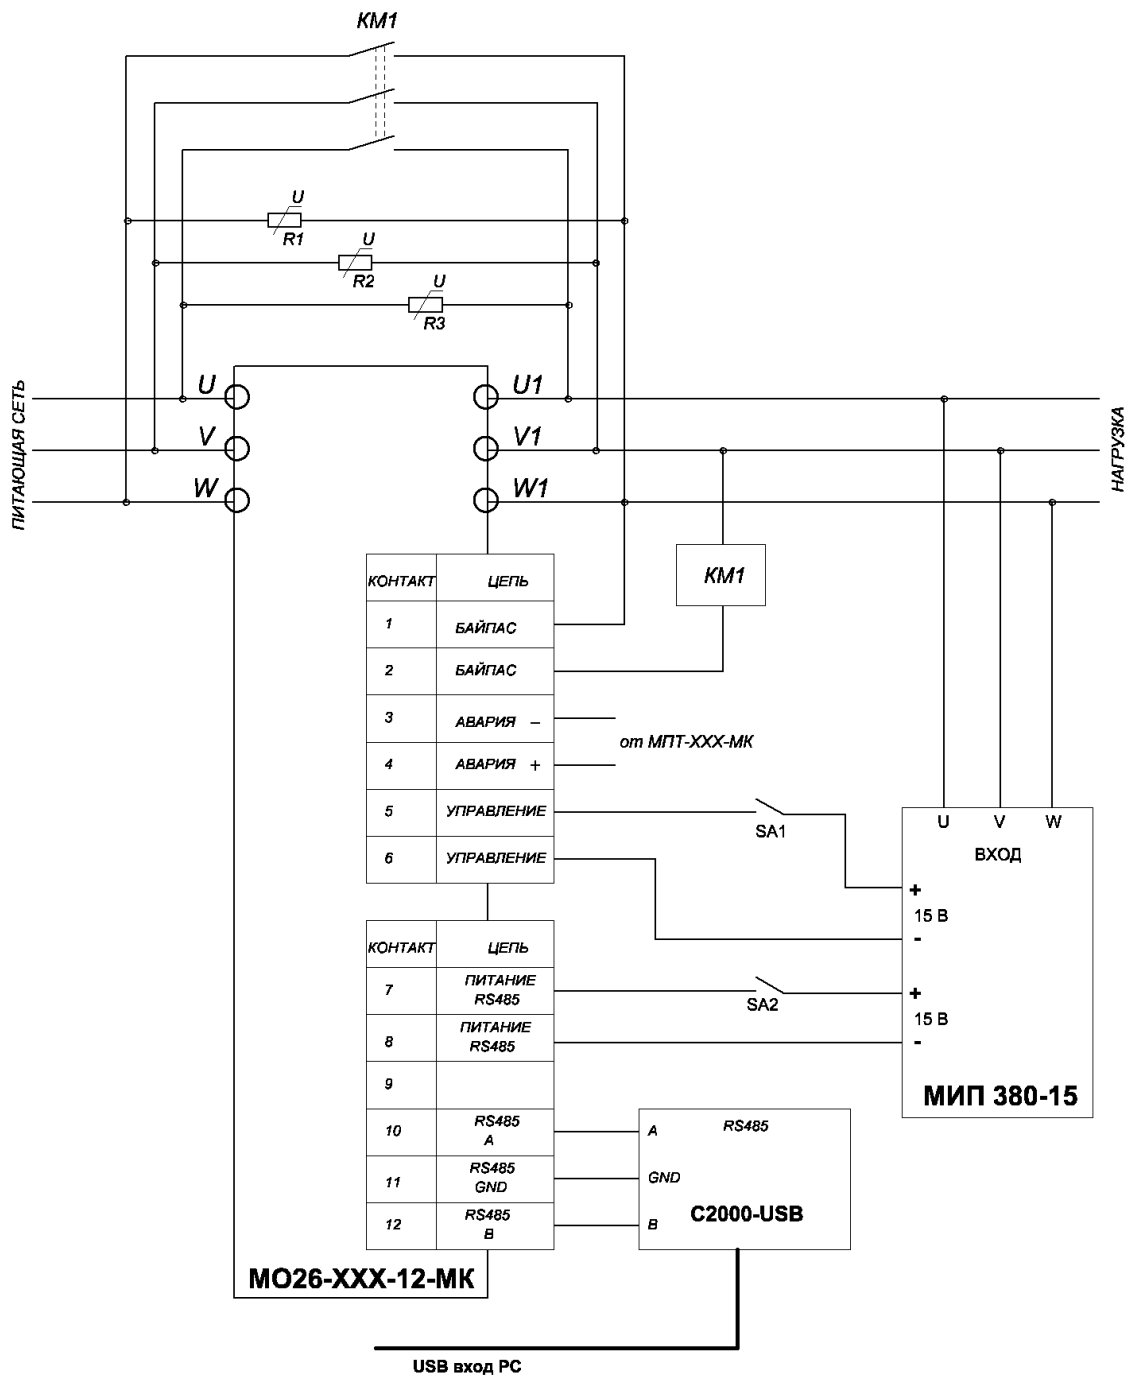 КМ1
U
R1
U
R2
U
R3
ПИТАЮЩАЯ СЕТЬ
U
V
W
U1
V1
W1
НАГРУЗКА
КМ1
КОНТАКТ ЦЕПЬ
1 БАЙПАС
2 БАЙПАС
3 АВАРИЯ –
4 АВАРИЯ +
от МПТ-ХХХ-МК
5 УПРАВЛЕНИЕ
6 УПРАВЛЕНИЕ
SA1
U V W
ВХОД
+
15 В
-
+
15 В
-
МИП 380-15
КОНТАКТ ЦЕПЬ
7 ПИТАНИЕ
RS485
8 ПИТАНИЕ
RS485
9
10 RS485
A
11 RS485
GND
12 RS485
B
SA2
A RS485
GND
С2000-USB
B
МО26-ХХХ-12-МК
USB вход PC